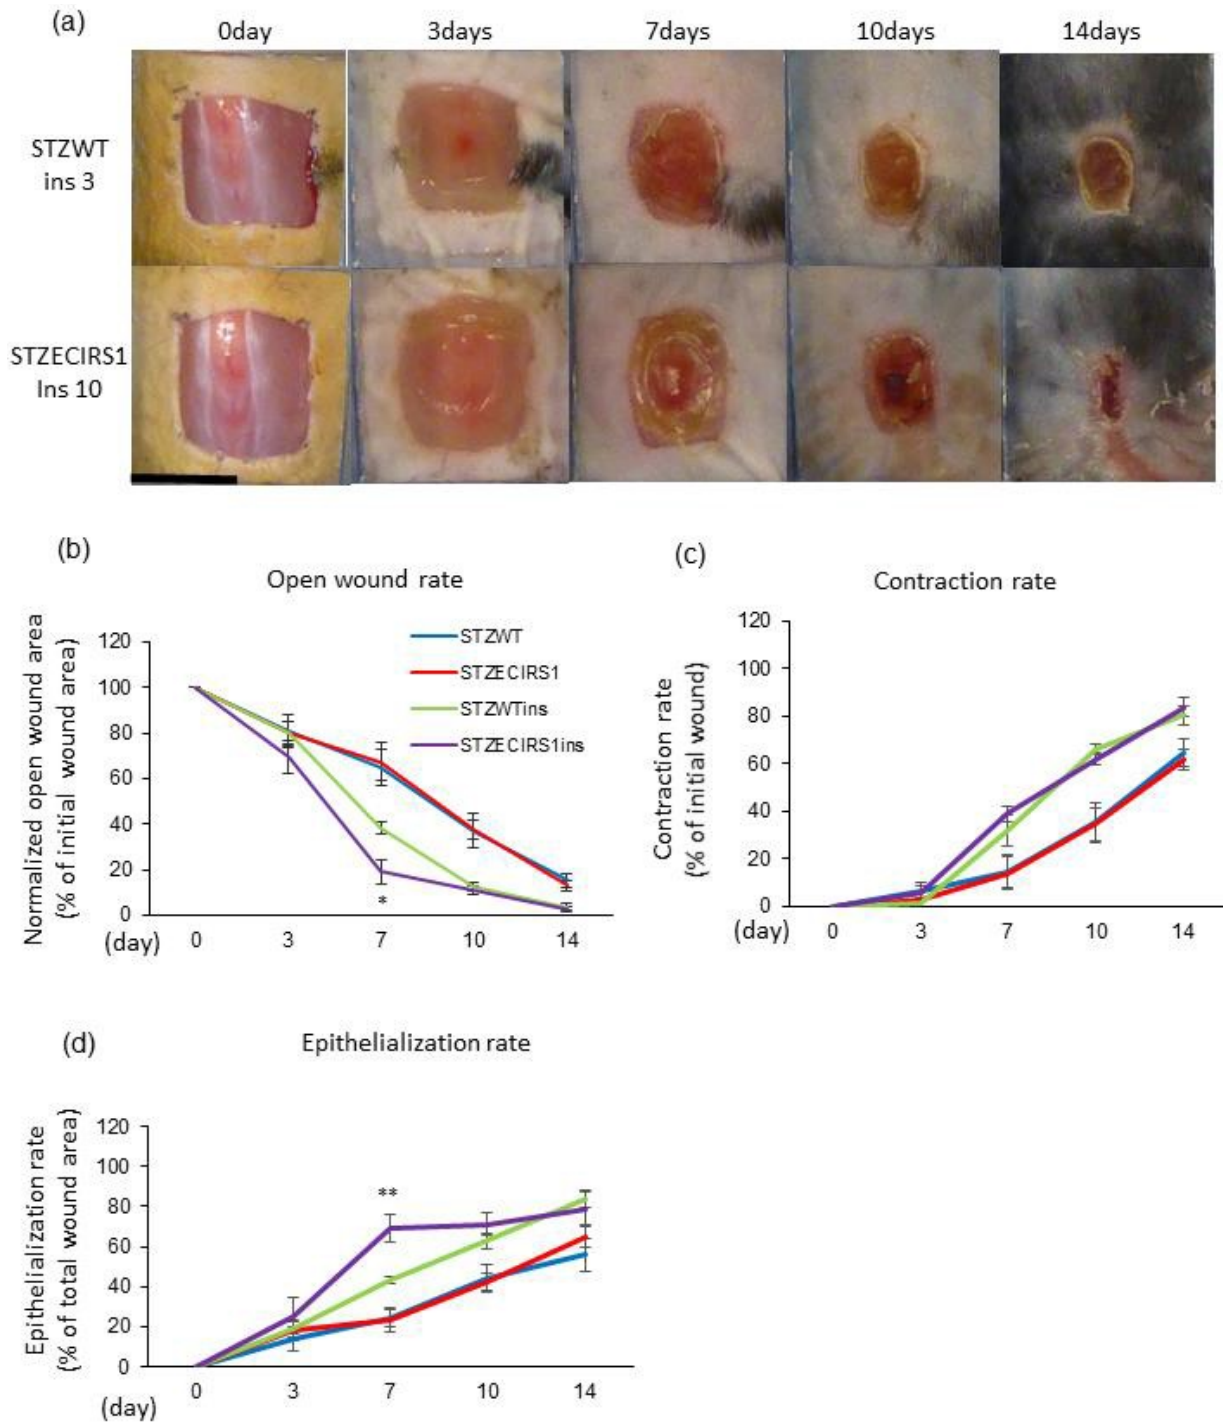 (a)
0day 3days 7days 10days 14days
STZWT
ins 3
STZECIRS1
Ins 10
(b)
Open wound rate
Normalized open wound area
(% of initial wound area)
120
100
80
60
40
20
0
(day) 0 3 7 10 14
STZWT
STZECIRS1
STZWTins
STZECIRS1ins
*
(c)
Contraction rate
Contraction rate
(% of initial wound)
120
100
80
60
40
20
0
(day) 0 3 7 10 14
(d)
Epithelialization rate
Epithelialization rate
(% of total wound area)
120
100
80
60
40
20
0
(day) 0 3 7 10 14
**